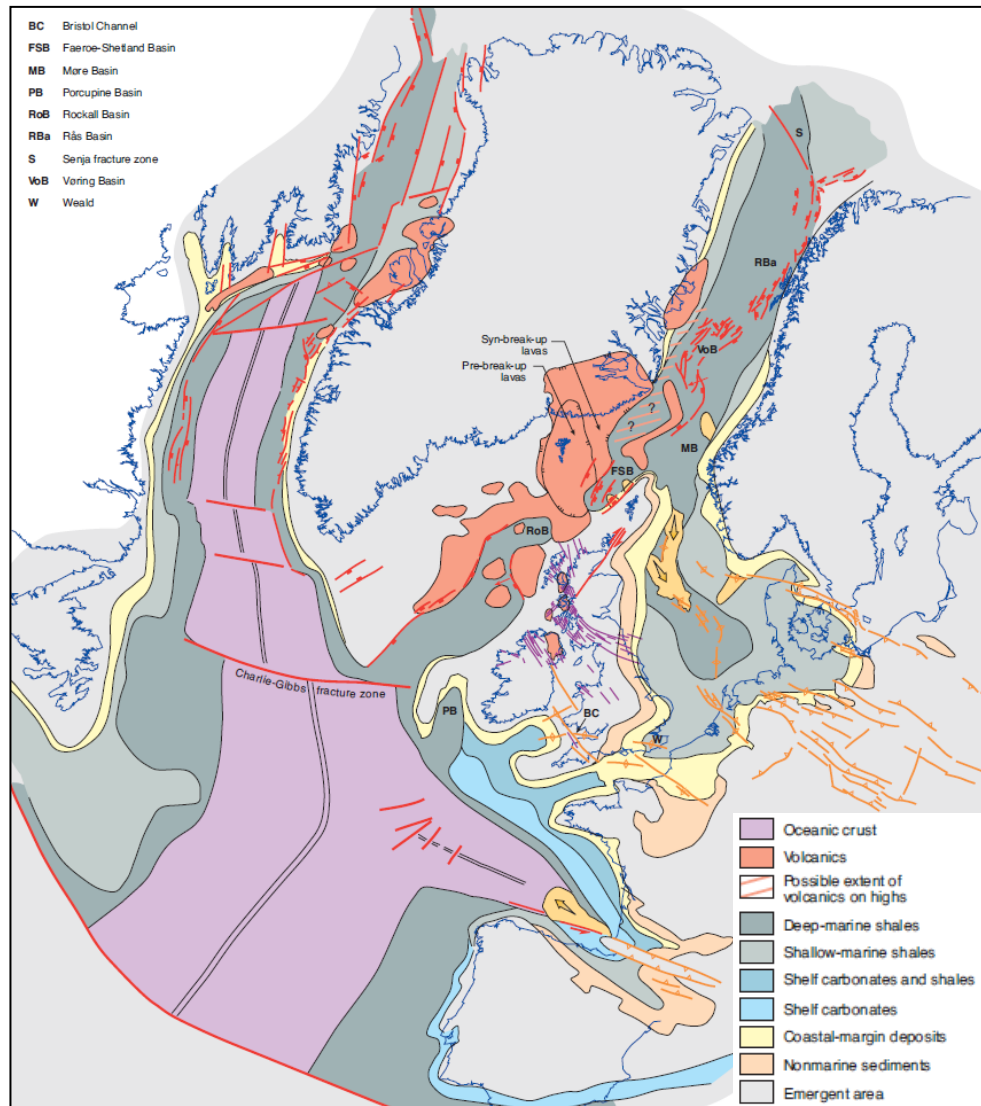 BC Bristol Channel
FSB Faeroe-Shetland Basin
MB Møre Basin
PB Porcupine Basin
RoB Rockall Basin
RBa Rås Basin
S Senja fracture zone
VoB Vøring Basin
W Weald
S
RBa
Syn-break-up
lavas
VoB
Pre-break-up
lavas
?
?
MB
FSB
RoB
Charlie-Gibbs fracture zone
PB
BC
W
Oceanic crust
Volcanics
Possible extent of
volcanics on highs
Deep-marine shales
Shallow-marine shales
Shelf carbonates and shales
Shelf carbonates
Coastal-margin deposits
Nonmarine sediments
Emergent area